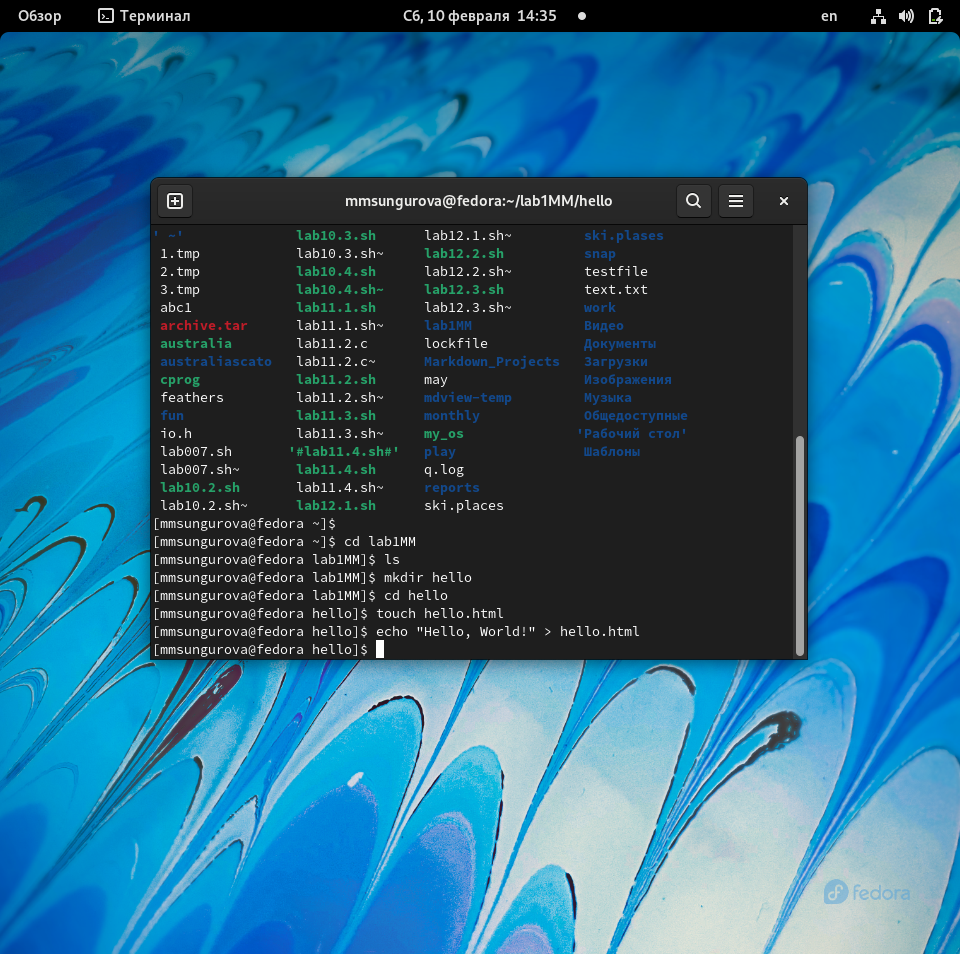 Обзор Терминал Сб, 10 февраля 14:35 en
mmsungurova@fedora:~/lab1MM/hello
' ~' lab10.3.sh lab12.1.sh~ ski.plases
1.tmp lab10.3.sh~ lab12.2.sh snap
2.tmp lab10.4.sh lab12.2.sh~ testfile
3.tmp lab10.4.sh~ lab12.3.sh text.txt
abc1 lab11.1.sh lab12.3.sh~ work
archive.tar lab11.1.sh~ lab1MM Видео
australia lab11.2.c lockfile Документы
australiascato lab11.2.c~ Markdown_Projects Загрузки
cprog lab11.2.sh may Изображения
feathers lab11.2.sh~ mdview-temp Музыка
fun lab11.3.sh monthly Общедоступные
io.h lab11.3.sh~ my_os 'Рабочий стол'
lab007.sh '#lab11.4.sh#' play Шаблоны
lab007.sh~ lab11.4.sh q.log
lab10.2.sh lab11.4.sh~ reports
lab10.2.sh~ lab12.1.sh ski.places
[mmsungurova@fedora ~]$
[mmsungurova@fedora ~]$ cd lab1MM
[mmsungurova@fedora lab1MM]$ ls
[mmsungurova@fedora lab1MM]$ mkdir hello
[mmsungurova@fedora lab1MM]$ cd hello
[mmsungurova@fedora hello]$ touch hello.html
[mmsungurova@fedora hello]$ echo "Hello, World!" > hello.html
[mmsungurova@fedora hello]$
fedora